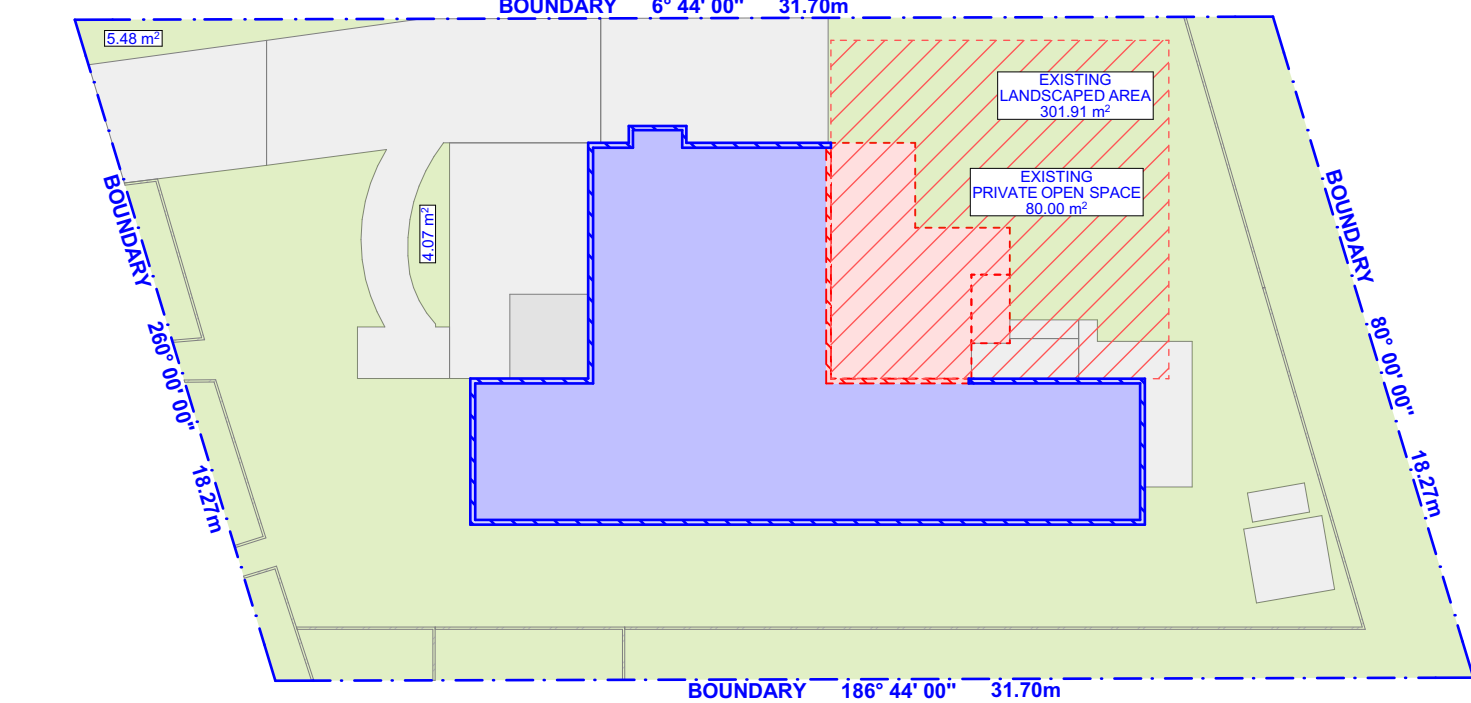 BOUNDARY 6° 44' 00" 31.70m
5.48 m²
EXISTING
LANDSCAPED AREA
301.91 m²
EXISTING
PRIVATE OPEN SPACE
80.00 m²
4.07 m²
BOUNDARY 260° 00' 00" 18.27m
BOUNDARY 80° 00' 00" 18.27m
BOUNDARY 186° 44' 00" 31.70m